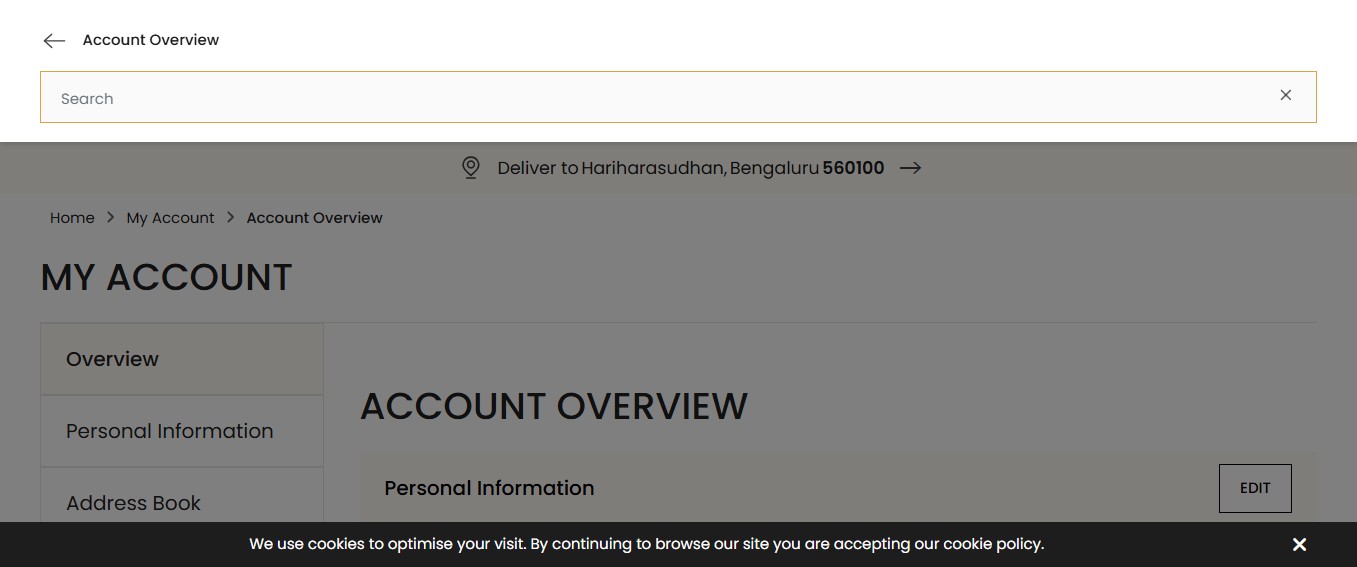 Account Overview
Search
Deliver to Hariharasudhan, Bengaluru 560100
Home My Account Account Overview
MY ACCOUNT
Overview
Personal Information
Address Book
ACCOUNT OVERVIEW
Personal Information
EDIT
We use cookies to optimise your visit. By continuing to browse our site you are accepting our cookie policy.